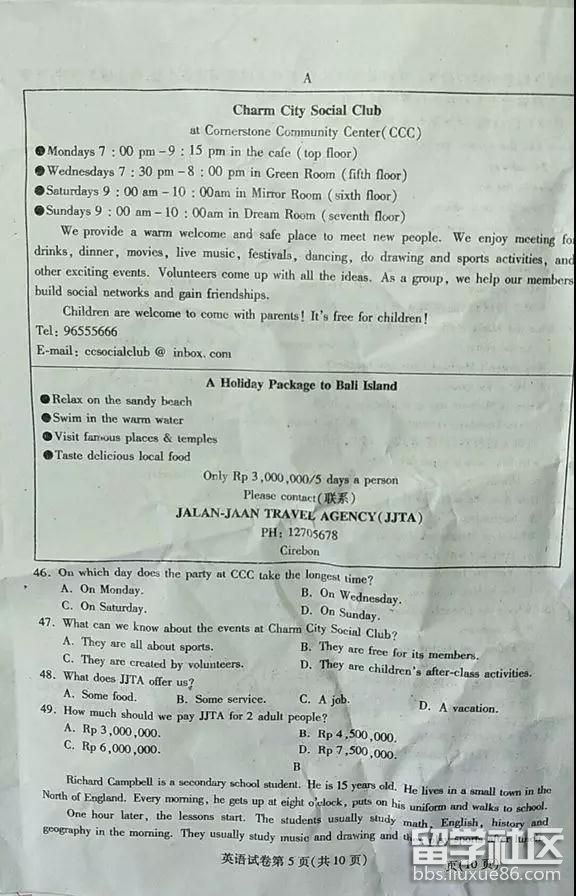 A
Charm City Social Club
at Cornerstone Community Center(CCC)
●Mondays 7 : 00 pm-9 : 15 pm in the cafe (top floor)
●Wednesdays 7 : 30 pm-8 : 00 pm in Green Room (fifth floor)
●Saturdays 9 : 00 am-10 : 00am in Mirror Room (sixth floor)
●Sundays 9 : 00 am-10 : 00am in Dream Room (seventh floor)
We provide a warm welcome and safe place to meet new people. We enjoy meeting for
drinks, dinner, movies, live music, festivals, dancing, do drawing and sports activities, and
other exciting events. Volunteers come up with all the ideas. As a group, we help our members
build social networks and gain friendships.
Children are welcome to come with parents! It's free for children!
Tel: 96555666
E-mail: ccsocialclub @ inbox. com
A Holiday Package to Bali Island
●Relax on the sandy beach
●Swim in the warm water
●Visit famous places & temples
●Taste delicious local food
Only Rp 3,000,000/5 days a person
Please contact(联系)
JALAN-JAAN TRAVEL AGENCY(JJTA)
PH: 12705678
Cirebon
46. On which day does the party at CCC take the longest time?
A. On Monday. B. On Wednesday.
C. On Saturday. D. On Sunday.
47. What can we know about the events at Charm City Social Club?
A. They are all about sports. B. They are free for its members.
C. They are created by volunteers. D. They are children's after-class activities.
48. What does JJTA offer us?
A. Some food. B. Some service. C. A job. D. A vacation.
49. How much should we pay JJTA for 2 adult people?
A. Rp 3,000,000. B. Rp 4,500,000.
C. Rp 6,000,000. D. Rp 7,500,000.
B
Richard Campbell is a secondary school student. He is 15 years old. He lives in a small town in the
North of England. Every morning, he gets up at eight o'clock, puts on his uniform and walks to school.
One hour later, the lessons start. The students usually study math, English, history and
geography in the morning. They usually study music and drawing and
英语试卷第5页(共10页)
页(10页)
留学社区
bbs.liuxue86.com